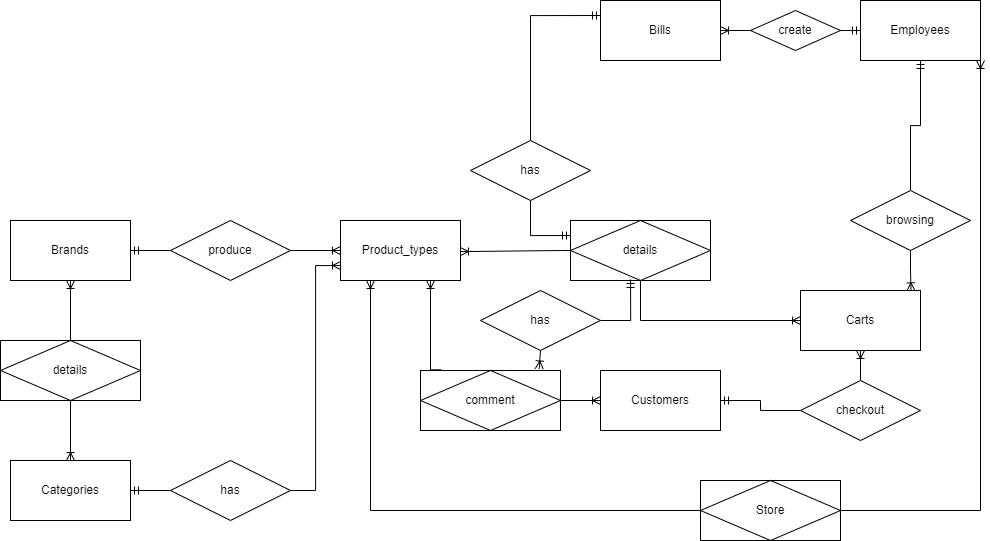 Bills
create
Employees
has
browsing
Brands
produce
Product_types
details
has
Carts
details
comment
Customers
checkout
Categories
has
Store